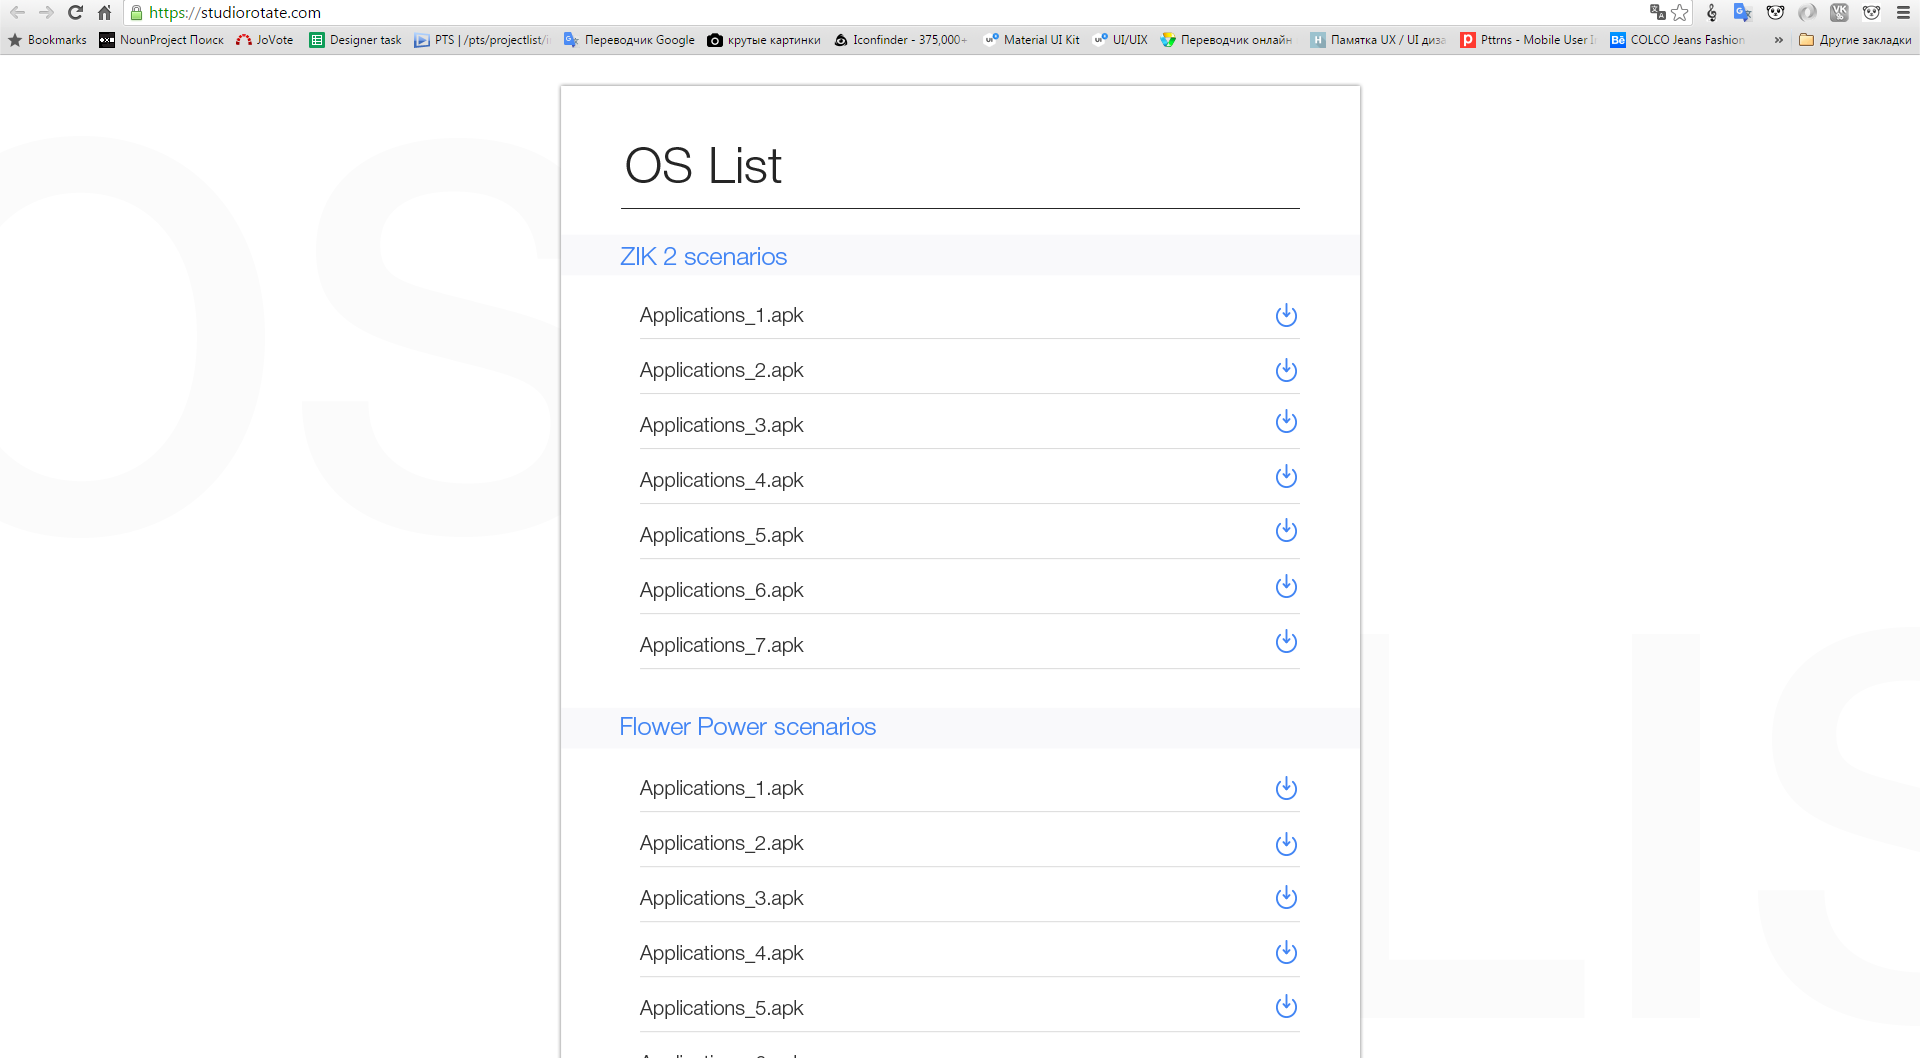 https://studiorotate.com
Bookmarks NounProject Поиск JoVote Designer task PTS | /pts/projectlist/i Переводчик Google крутые картинки Iconfinder - 375,000+ Material UI Kit UI/UIX Переводчик онлайн Памятка UX / UI диза Pttrns - Mobile User I COLCO Jeans Fashion » Другие закладки
OS List
ZIK 2 scenarios
Applications_1.apk
Applications_2.apk
Applications_3.apk
Applications_4.apk
Applications_5.apk
Applications_6.apk
Applications_7.apk
Flower Power scenarios
Applications_1.apk
Applications_2.apk
Applications_3.apk
Applications_4.apk
Applications_5.apk
OS
LIS